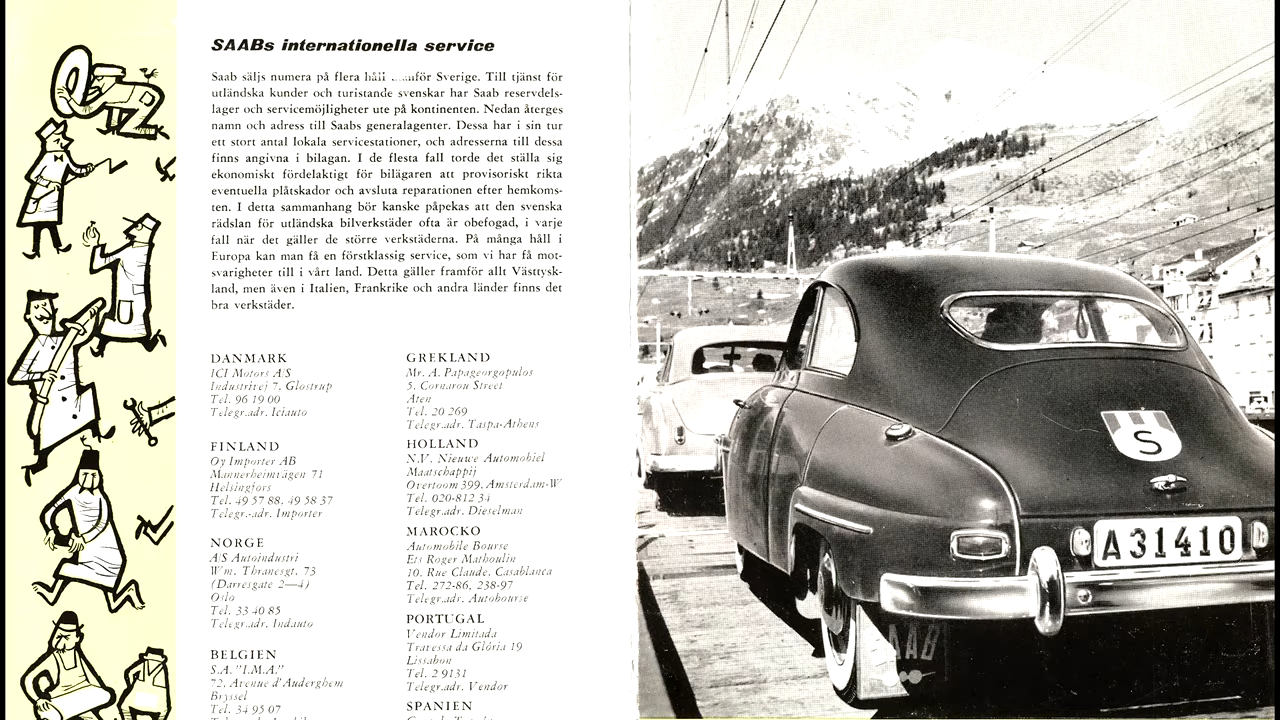 SAABs internationella service
Saab säljs numera på flera håll för Sverige. Till tjänst för
utländska kunder och turistande svenskar har Saab reservdels-
lager och servicemöjligheter ute på kontinenten. Nedan återges
namn och adress till Saabs generalagenter. Dessa har i sin tur
ett stort antal lokala servicestationer, och adresserna till dessa
finns angivna i bilagan. I de flesta fall torde det ställa sig
ekonomiskt fördelaktigt för bilägaren att provisoriskt rikta
eventuella plåtskador och avsluta reparationen efter hemkoms-
ten. I detta sammanhang bör kanske påpekas att den svenska
rädslan för utländska bilverkstäder ofta är obefogad, i varje
fall när det gäller de större verkstäderna. På många håll i
Europa kan man få en förstklassig service, som vi har få mot-
svarigheter till i vårt land. Detta gäller framför allt Västtysk-
land, men även i Italien, Frankrike och andra länder finns det
bra verkstäder.
DANMARK
ICI Motors A/S
Industrivej 7, Glostrup
Tel. 96 19 00
Telegr.adr. Iciauto
FINLAND
Oy Importer AB
Mannerheimvägen 71
Helsingfors
Tel. 49 57 88, 49 58 37
Telegr.-adr. Importer
NORGE
A/S Autoindustri
Wm. Thranesgt. 73
(Darresgate 2—4)
Oslo
Tel. 33 40 85
Telegr.adr. Indauto
BELGIEN
S.A. "I.M.A."
72, Avenue d'Auderghem
Bryssel
Tel. 34 95 07
GREKLAND
Mr. A. Papageorgopulos
5, Cornarou Street
Aten
Tel. 20 269
Telegr.adr. Taspa-Athens
HOLLAND
N.V. Nieuwe Automobiel
Maatschappij
Overtoom 399, Amsterdam-W
Tel. 020-812 34
Telegr.adr. Dieselman
MAROCKO
Automobile Bourse
Ets Roger Mathoulin
10, Rue Claude, Casablanca
Tel. 272-86, 238-97
Telegr.adr. Autobourse
PORTUGAL
Vendor Limitada
Travessa da Glória 19
Lissabon
Tel. 2 9131
Telegr.adr. Vendor
SPANIEN
S
A31410